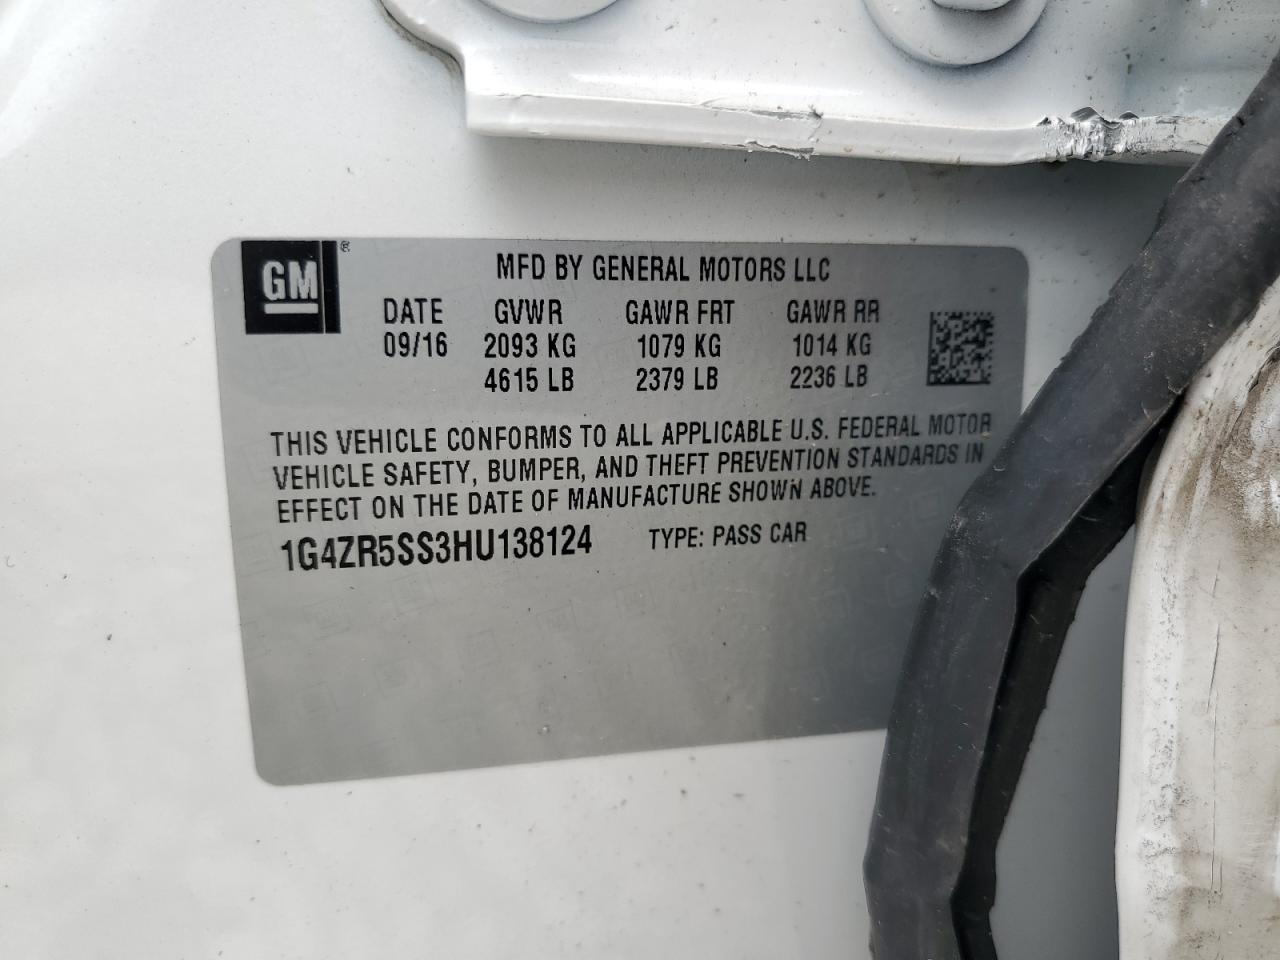 GM ®
MFD BY GENERAL MOTORS LLC
DATE GVWR GAWR FRT GAWR RR
09/16 2093 KG 1079 KG 1014 KG
4615 LB 2379 LB 2236 LB
THIS VEHICLE CONFORMS TO ALL APPLICABLE U.S. FEDERAL MOTOR
VEHICLE SAFETY, BUMPER, AND THEFT PREVENTION STANDARDS IN
EFFECT ON THE DATE OF MANUFACTURE SHOWN ABOVE.
1G4ZR5SS3HU138124 TYPE: PASS CAR